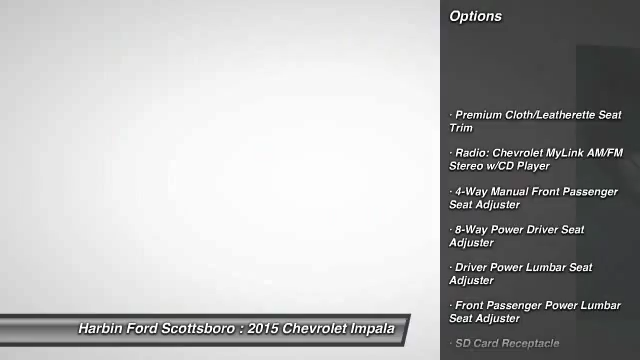 Options
· Premium Cloth/Leatherette Seat
Trim
· Radio: Chevrolet MyLink AM/FM
Stereo w/CD Player
· 4-Way Manual Front Passenger
Seat Adjuster
· 8-Way Power Driver Seat
Adjuster
· Driver Power Lumbar Seat
Adjuster
· Front Passenger Power Lumbar
Seat Adjuster
· SD Card Receptacle
Harbin Ford Scottsboro : 2015 Chevrolet Impala